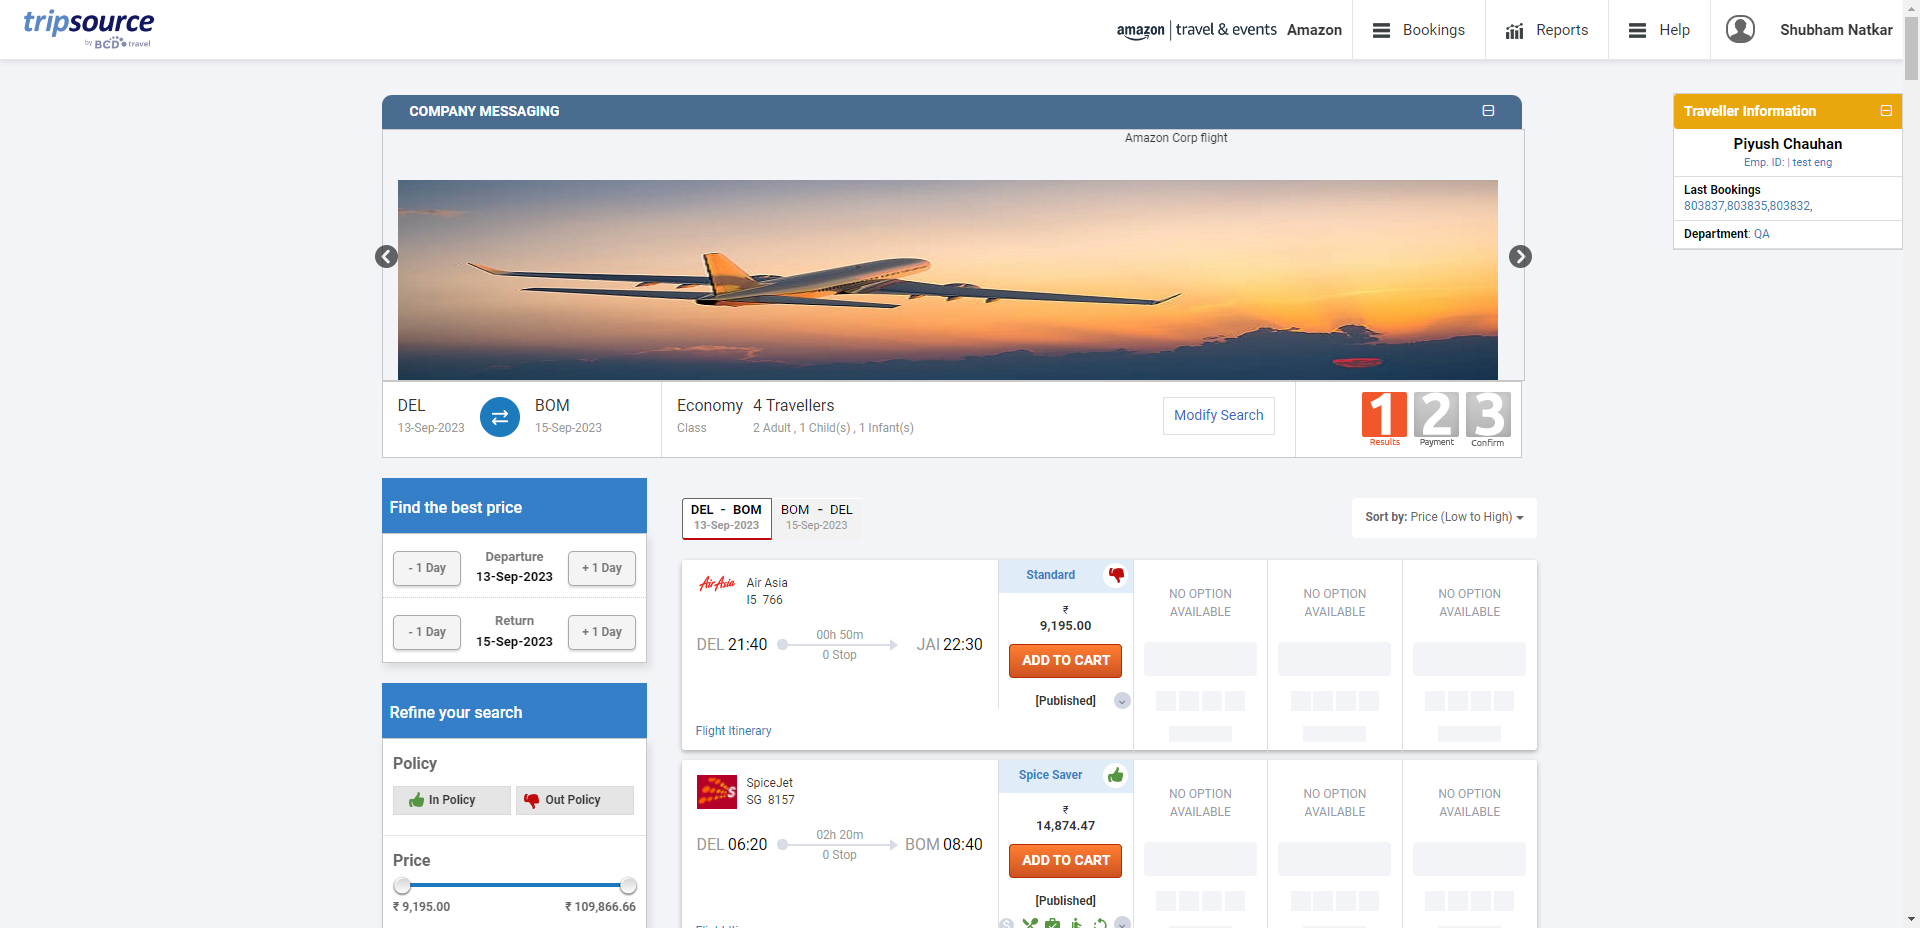 tripsource
by BCD travel
amazon | travel & events Amazon
Bookings
Reports
Help
Shubham Natkar
COMPANY MESSAGING
Amazon Corp flight
Traveller Information
Piyush Chauhan
Emp. ID: | test eng
Last Bookings
803837,803835,803832,
Department: QA
DEL
13-Sep-2023
BOM
15-Sep-2023
Economy
Class
4 Travellers
2 Adult , 1 Child(s) , 1 Infant(s)
Modify Search
1
Results
2
Payment
3
Confirm
Find the best price
- 1 Day
Departure
13-Sep-2023
+ 1 Day
- 1 Day
Return
15-Sep-2023
+ 1 Day
Refine your search
Policy
In Policy
Out Policy
Price
₹ 9,195.00
₹ 109,866.66
DEL - BOM
13-Sep-2023
BOM - DEL
15-Sep-2023
Sort by: Price (Low to High)
AirAsia
Air Asia
I5 766
DEL 21:40
00h 50m
0 Stop
JAI 22:30
Flight Itinerary
Standard
₹
9,195.00
ADD TO CART
[Published]
NO OPTION
AVAILABLE
NO OPTION
AVAILABLE
NO OPTION
AVAILABLE
SpiceJet
SG 8157
DEL 06:20
02h 20m
0 Stop
BOM 08:40
Spice Saver
₹
14,874.47
ADD TO CART
[Published]
NO OPTION
AVAILABLE
NO OPTION
AVAILABLE
NO OPTION
AVAILABLE